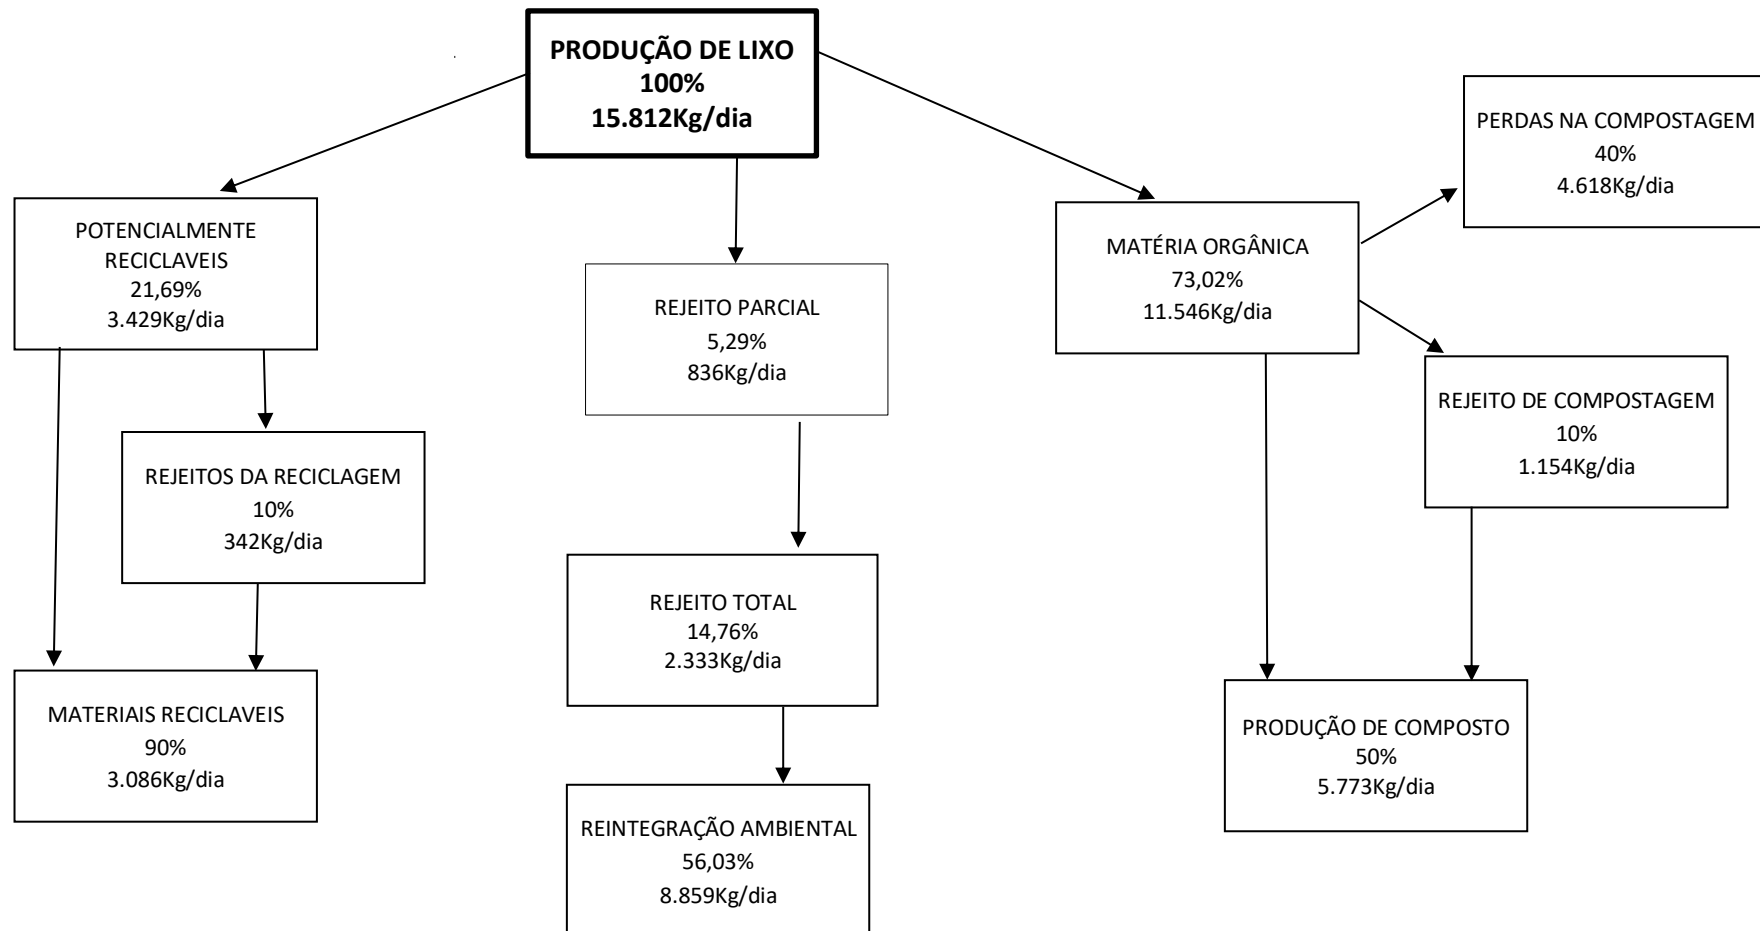 PRODUÇÃO DE LIXO
100%
15.812Kg/dia
PERDAS NA COMPOSTAGEM
40%
4.618Kg/dia
POTENCIALMENTE
RECICLAVEIS
21,69%
3.429Kg/dia
REJEITO PARCIAL
5,29%
836Kg/dia
MATÉRIA ORGÂNICA
73,02%
11.546Kg/dia
REJEITO DE COMPOSTAGEM
10%
1.154Kg/dia
REJEITOS DA RECICLAGEM
10%
342Kg/dia
REJEITO TOTAL
14,76%
2.333Kg/dia
MATERIAIS RECICLAVEIS
90%
3.086Kg/dia
PRODUÇÃO DE COMPOSTO
50%
5.773Kg/dia
REINTEGRAÇÃO AMBIENTAL
56,03%
8.859Kg/dia